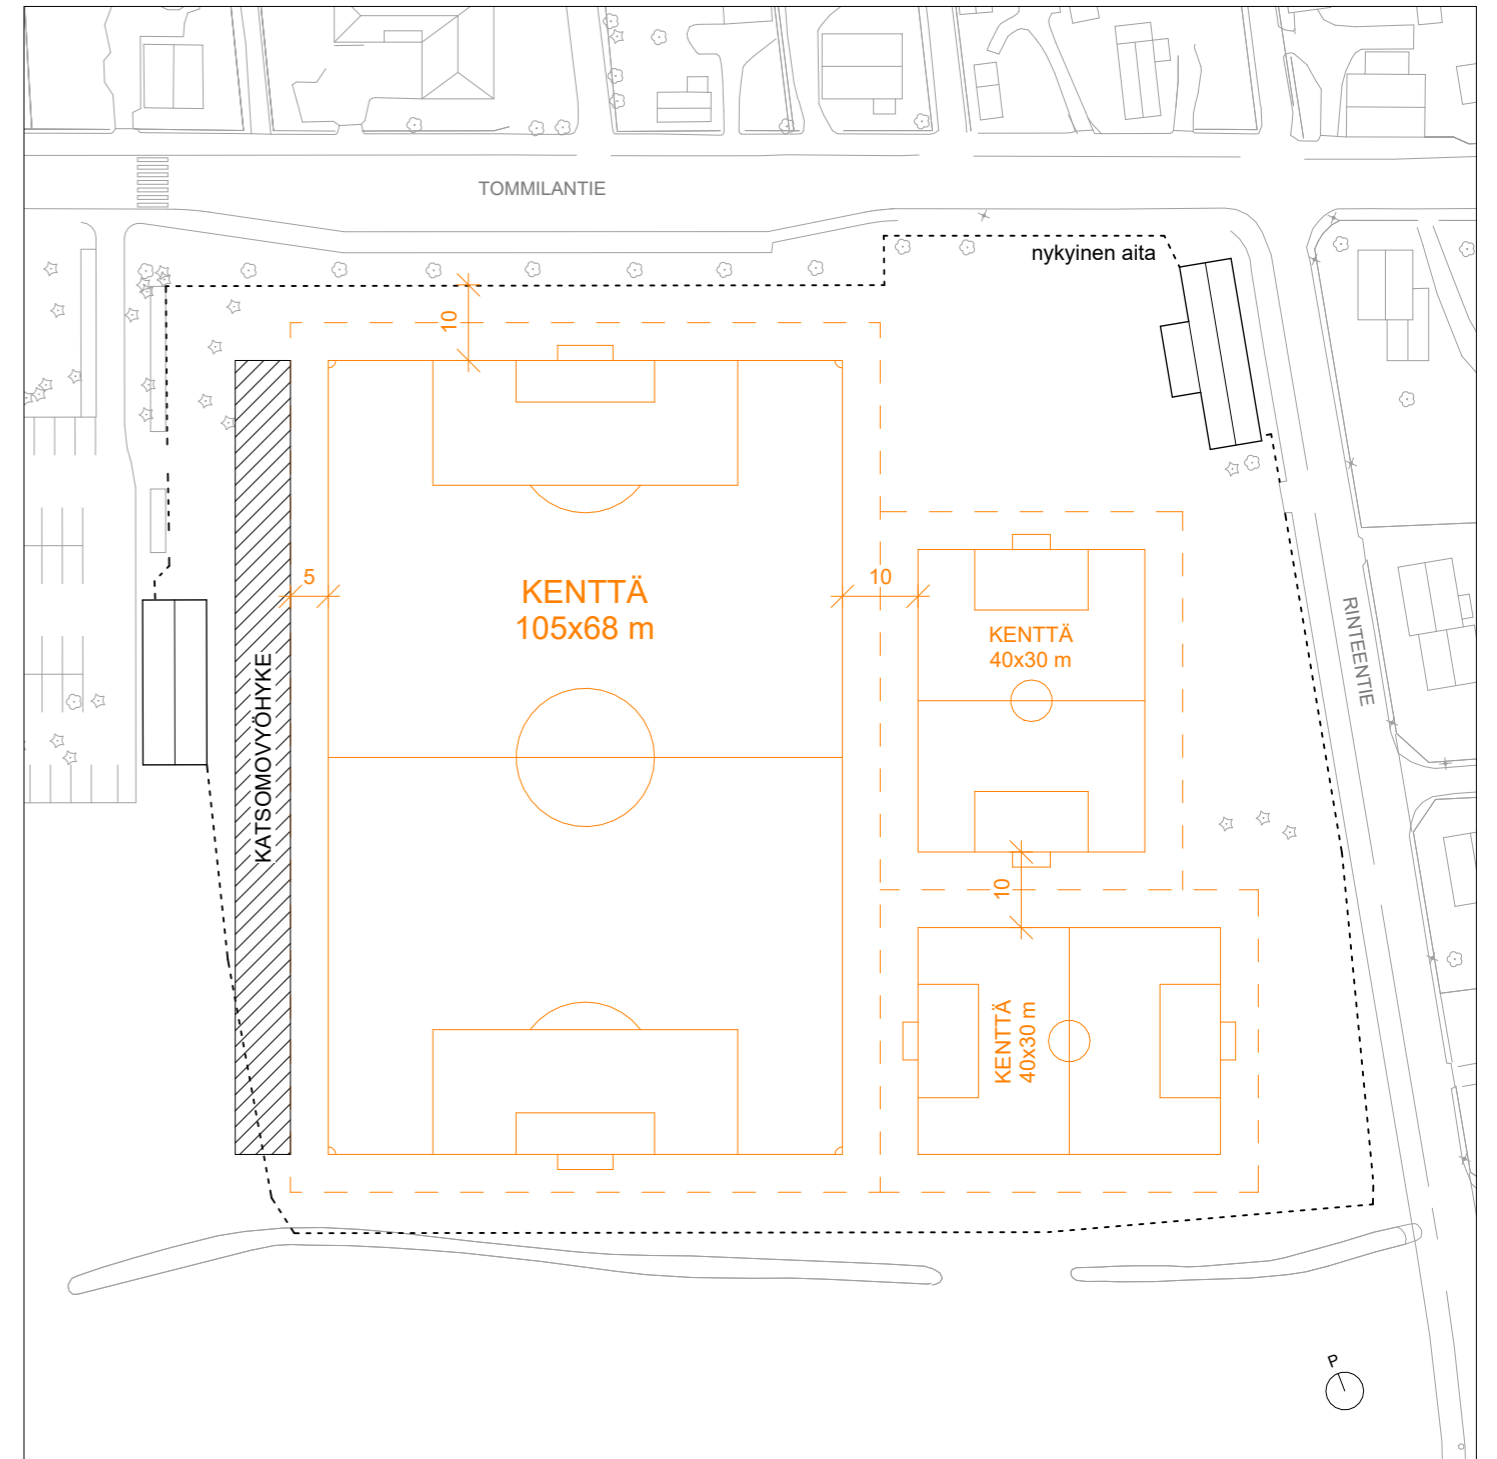 TOMMILANTIE
nykyinen aita
10
5
KENTTÄ
105x68 m
10
KENTTÄ
40x30 m
RINTEENTIE
KATSOMOVYÖHYKE
10
KENTTÄ
40x30 m
P